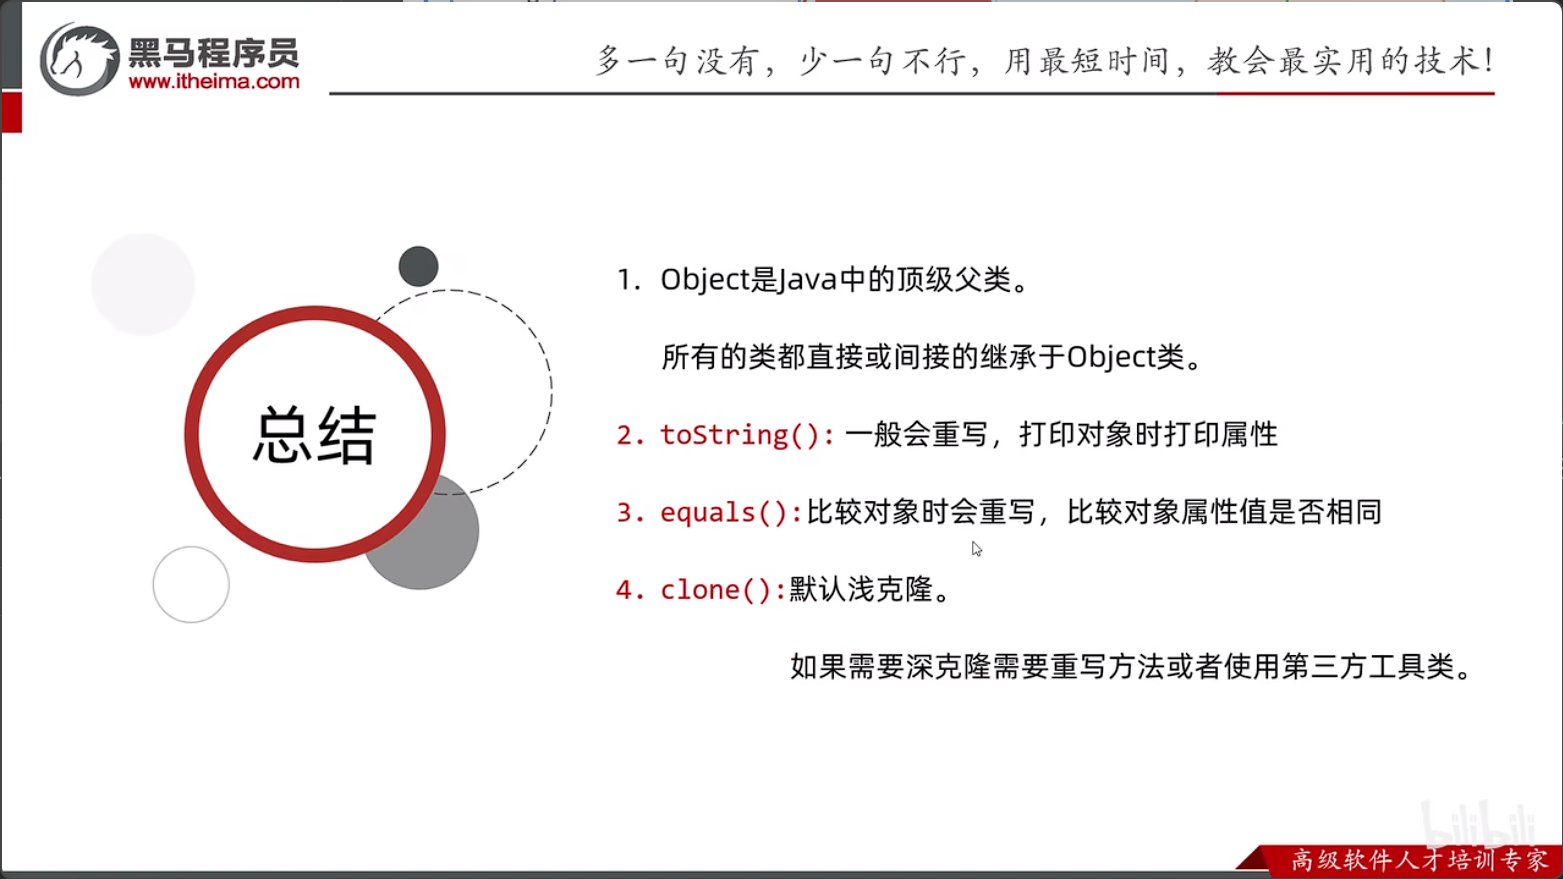 黑马程序员
www.itheima.com
多一句没有，少一句不行，用最短时间，教会最实用的技术！
总结
1. Object是Java中的顶级父类。
所有的类都直接或间接的继承于Object类。
2. toString(): 一般会重写，打印对象时打印属性
3. equals():比较对象时会重写，比较对象属性值是否相同
4. clone():默认浅克隆。
如果需要深克隆需要重写方法或者使用第三方工具类。
bilibili
高级软件人才培训专家